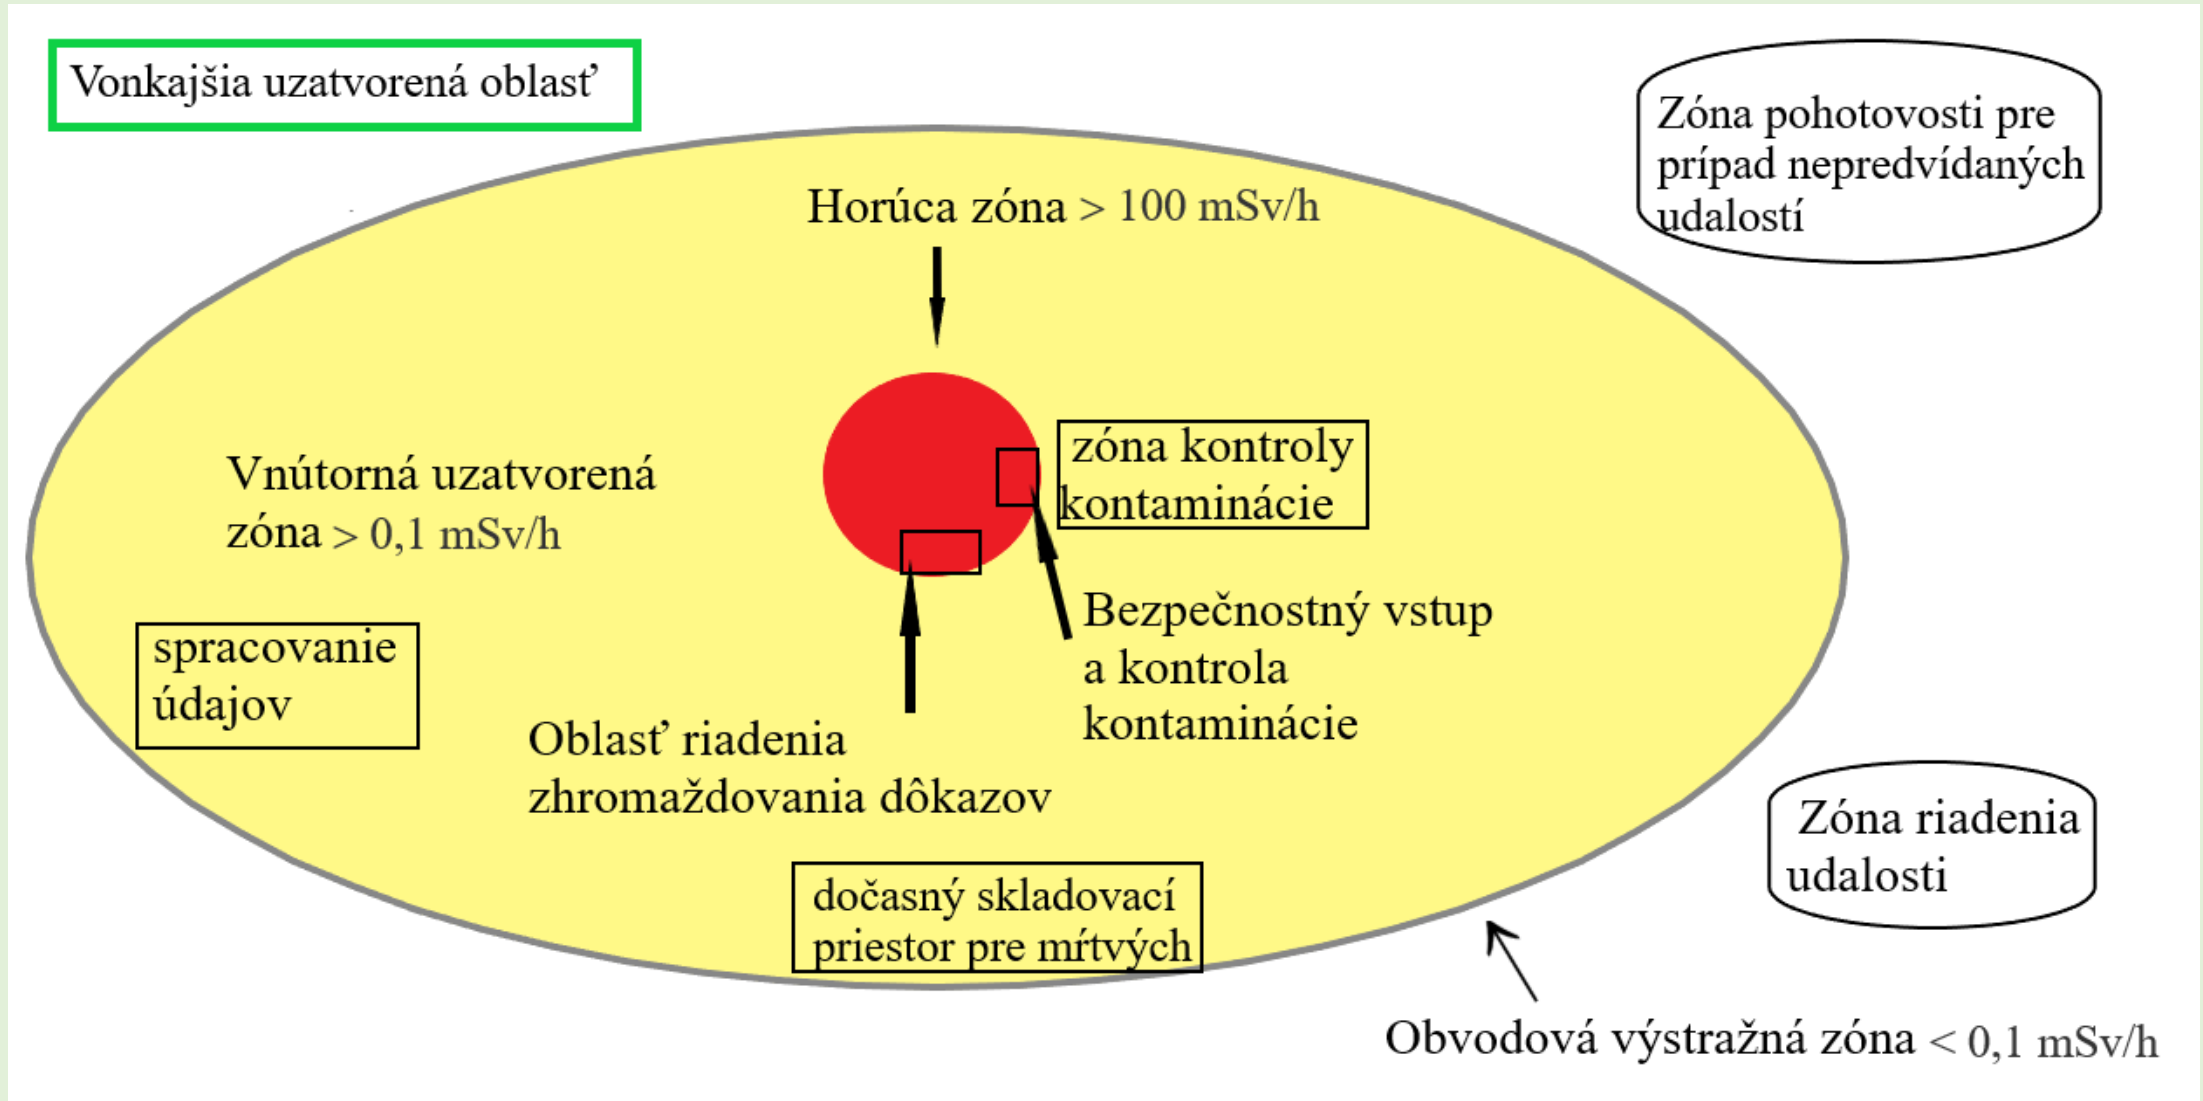 Vonkajšia uzatvorená oblasť
Zóna pohotovosti pre
prípad nepredvídaných
udalostí
Horúca zóna > 100 mSv/h
zóna kontroly
kontaminácie
Vnútorná uzatvorená
zóna > 0,1 mSv/h
Bezpečnostný vstup
a kontrola
kontaminácie
spracovanie
údajov
Oblasť riadenia
zhromaždovania dôkazov
Zóna riadenia
udalosti
dočasný skladovací
priestor pre mŕtvých
Obvodová výstražná zóna < 0,1 mSv/h